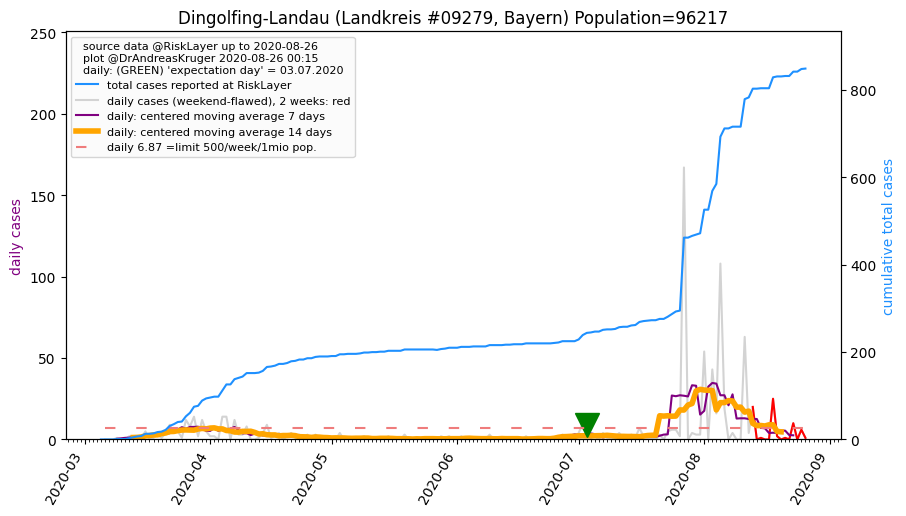 Dingolfing-Landau (Landkreis #09279, Bayern) Population=96217
source data @RiskLayer up to 2020-08-26
plot @DrAndreasKruger 2020-08-26 00:15
daily: (GREEN) 'expectation day' = 03.07.2020
total cases reported at RiskLayer
daily cases (weekend-flawed), 2 weeks: red
daily: centered moving average 7 days
daily: centered moving average 14 days
daily 6.87 =limit 500/week/1mio pop.
daily cases
250
200
150
100
50
0
cumulative total cases
800
600
400
200
0
2020-03
2020-04
2020-05
2020-06
2020-07
2020-08
2020-09